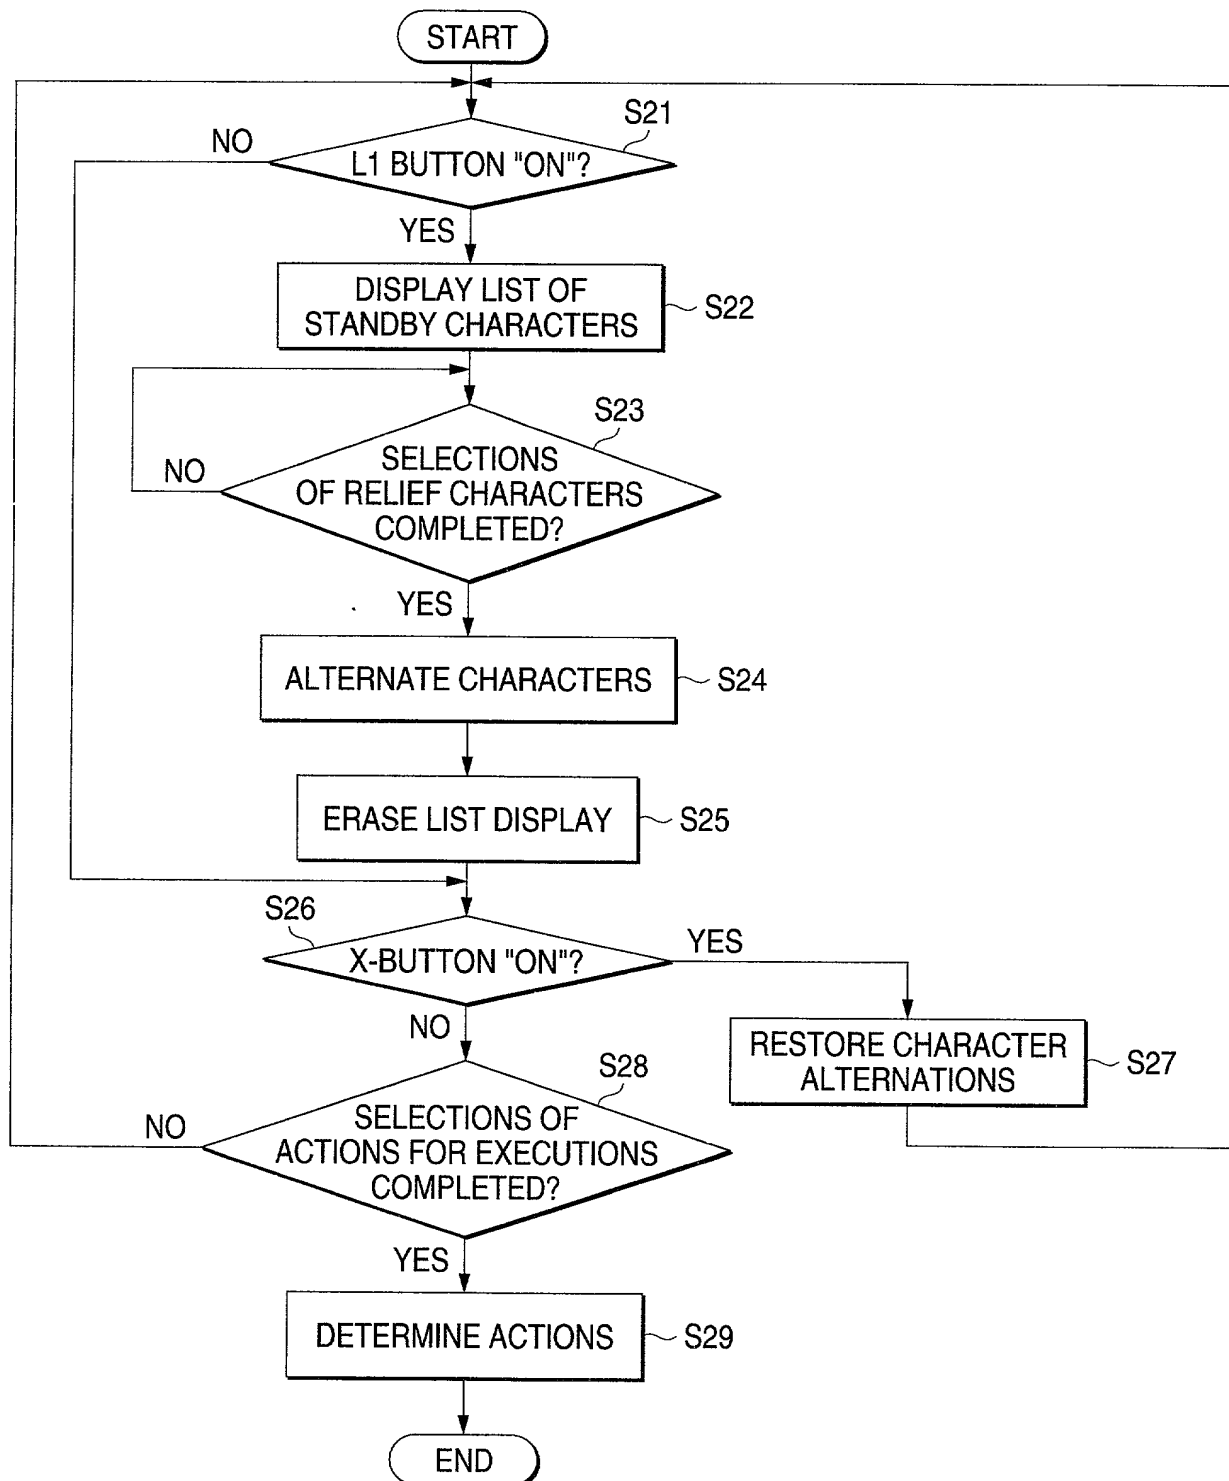 START
S21
NO
L1 BUTTON "ON"?
YES
DISPLAY LIST OF
STANDBY CHARACTERS
S22
S23
NO
SELECTIONS
OF RELIEF CHARACTERS
COMPLETED?
YES
ALTERNATE CHARACTERS
S24
ERASE LIST DISPLAY
S25
S26
X-BUTTON "ON"?
YES
NO
RESTORE CHARACTER
ALTERNATIONS
S27
S28
NO
SELECTIONS OF
ACTIONS FOR EXECUTIONS
COMPLETED?
YES
DETERMINE ACTIONS
S29
END